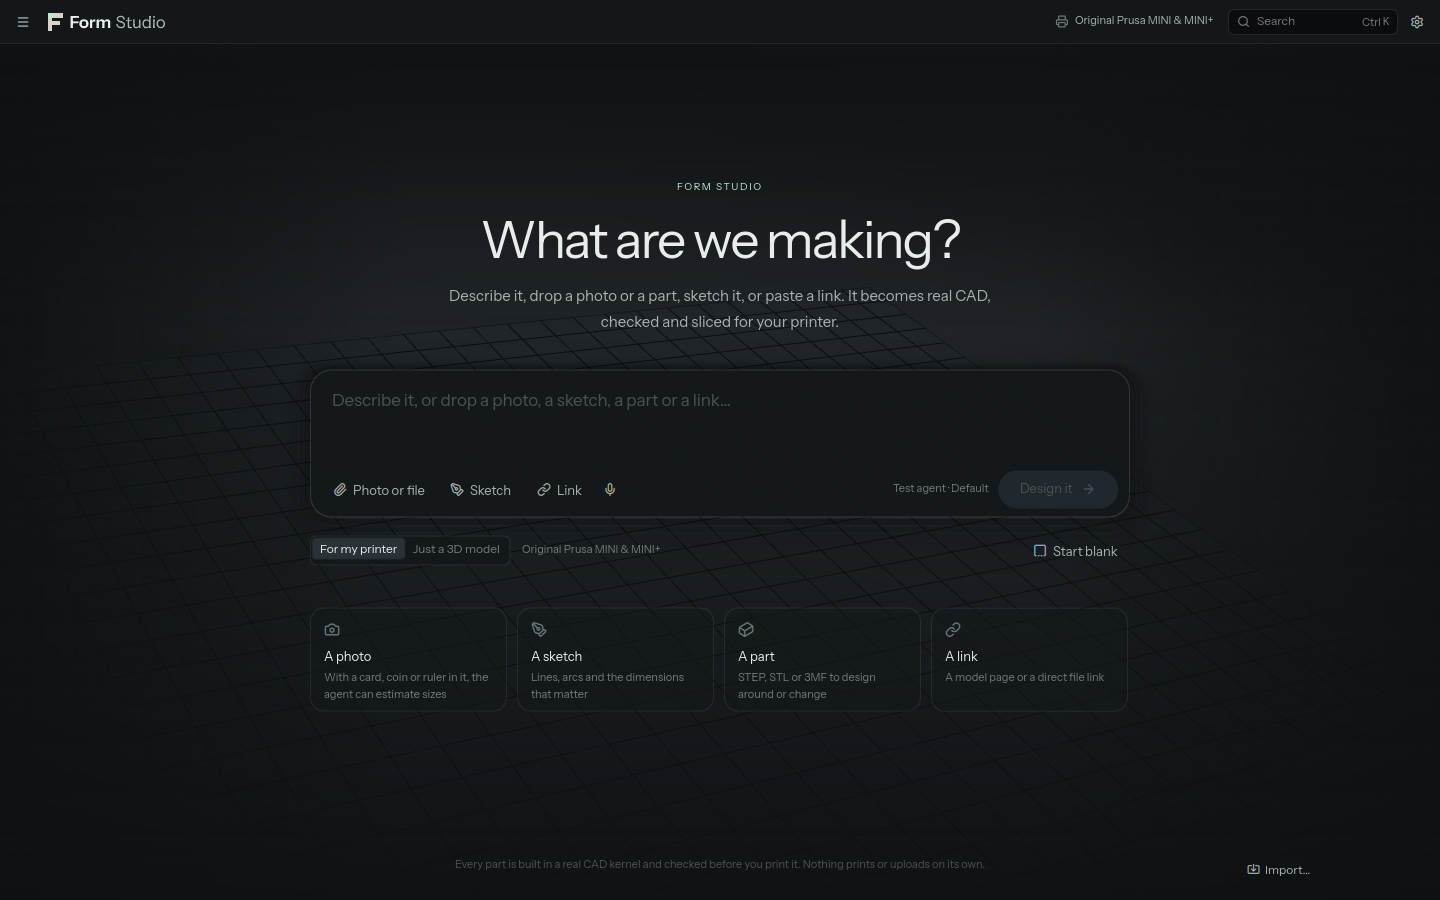 Form Studio
Original Prusa MINI & MINI+
Search
Ctrl K
FORM STUDIO
What are we making?
Describe it, drop a photo or a part, sketch it, or paste a link. It becomes real CAD,
checked and sliced for your printer.
Describe it, or drop a photo, a sketch, a part or a link...
Photo or file
Sketch
Link
Test agent · Default
Design it
For my printer
Just a 3D model
Original Prusa MINI & MINI+
Start blank
A photo
With a card, coin or ruler in it, the
agent can estimate sizes
A sketch
Lines, arcs and the dimensions
that matter
A part
STEP, STL or 3MF to design
around or change
A link
A model page or a direct file link
Every part is built in a real CAD kernel and checked before you print it. Nothing prints or uploads on its own.
Import...